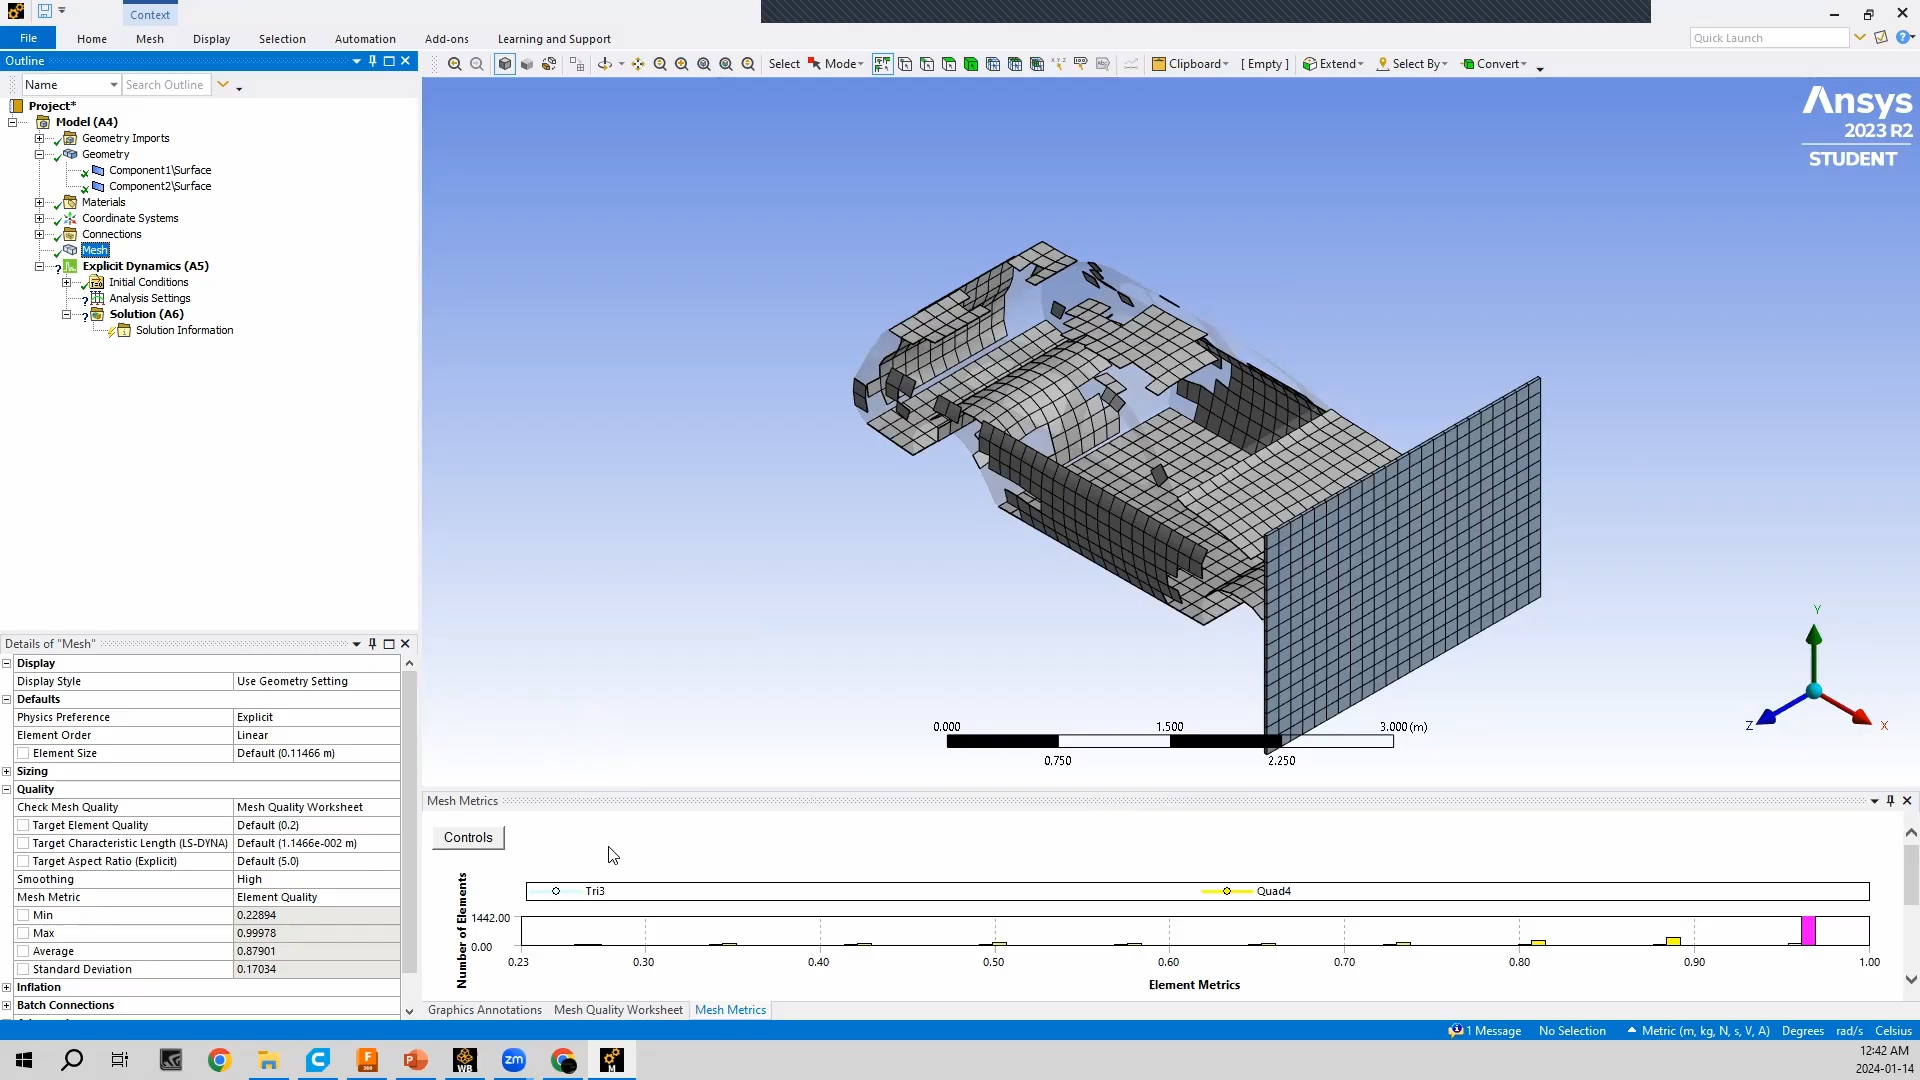 Context
File
Home
Mesh
Display
Selection
Automation
Add-ons
Learning and Support
Quick Launch
Outline
Select
Mode
Clipboard
[ Empty ]
Extend
Select By
Convert
Name
Search Outline
Project*
Model (A4)
Geometry Imports
Geometry
Component1\Surface
Component2\Surface
Materials
Coordinate Systems
Connections
Mesh
Explicit Dynamics (A5)
Initial Conditions
Analysis Settings
Solution (A6)
Solution Information
Ansys
2023 R2
STUDENT
0.000
1.500
3.000 (m)
0.750
2.250
Y
Z
X
Details of "Mesh"
Display
Display Style Use Geometry Setting
Defaults
Physics Preference Explicit
Element Order Linear
Element Size Default (0.11466 m)
Sizing
Quality
Check Mesh Quality Mesh Quality Worksheet
Target Element Quality Default (0.2)
Target Characteristic Length (LS-DYNA) Default (1.1466e-002 m)
Target Aspect Ratio (Explicit) Default (5.0)
Smoothing High
Mesh Metric Element Quality
Min 0.22894
Max 0.99978
Average 0.87901
Standard Deviation 0.17034
Inflation
Batch Connections
Mesh Metrics
Controls
Tri3
Quad4
Number of Elements
1442.00
0.00
0.23 0.30 0.40 0.50 0.60 0.70 0.80 0.90 1.00
Element Metrics
Graphics Annotations
Mesh Quality Worksheet
Mesh Metrics
1 Message
No Selection
Metric (m, kg, N, s, V, A)
Degrees
rad/s
Celsius
WB
zm
M
12:42 AM
2024-01-14